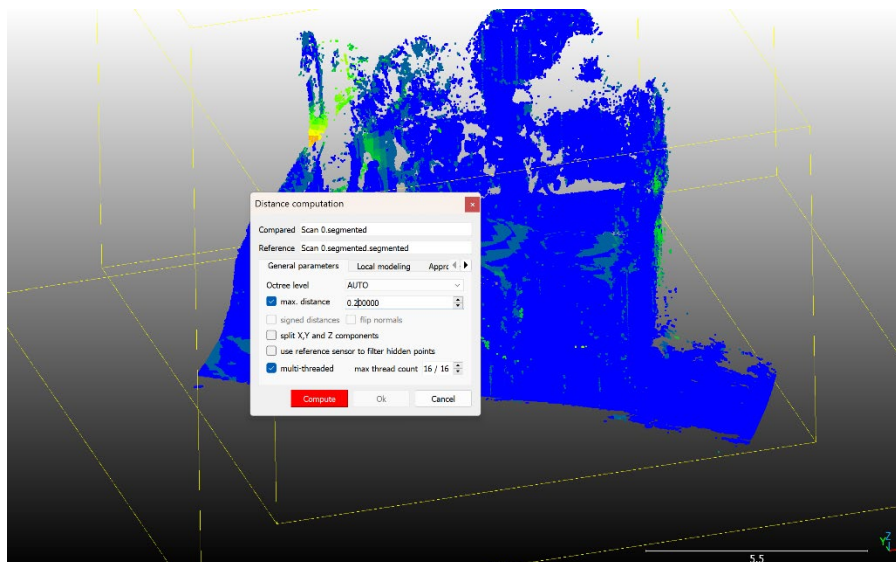 Distance computation
Compared Scan 0.segmented
Reference Scan 0.segmented.segmented
General parameters Local modeling Appro
Octree level AUTO
max. distance 0.200000
signed distances flip normals
split X,Y and Z components
use reference sensor to filter hidden points
multi-threaded max thread count 16 / 16
Compute Ok Cancel
Z
Y
5.5